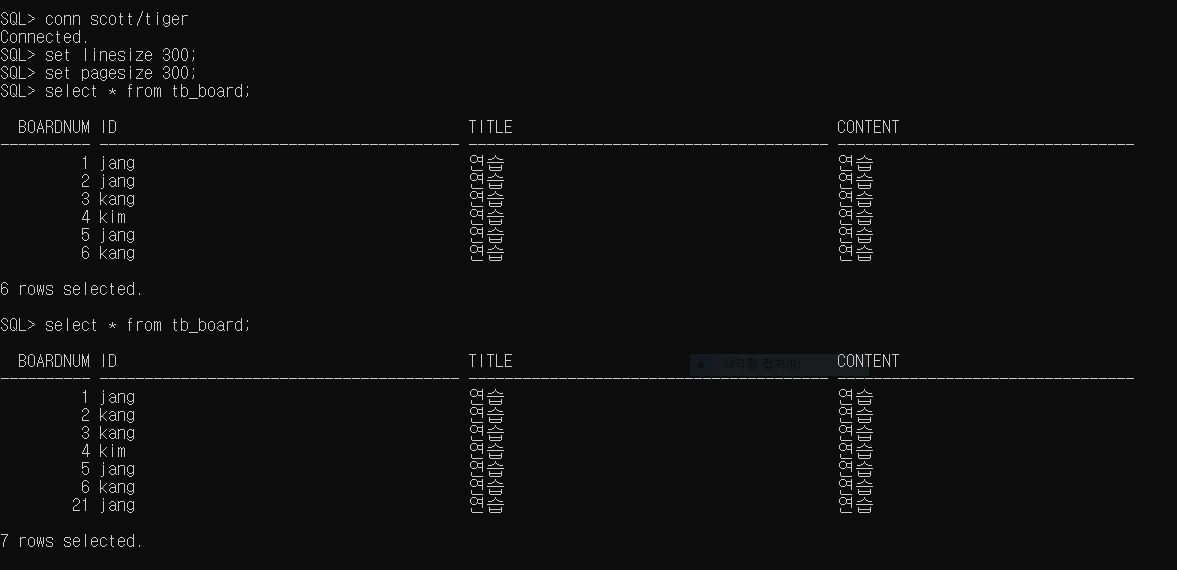 SQL> conn scott/tiger
Connected.
SQL> set linesize 300;
SQL> set pagesize 300;
SQL> select * from tb_board;
BOARDNUM ID TITLE CONTENT
---------- ---------------------------------------- ---------------------------------------- ---------------------------------
1 jang 연습 연습
2 jang 연습 연습
3 kang 연습 연습
4 kim 연습 연습
5 jang 연습 연습
6 kang 연습 연습
6 rows selected.
SQL> select * from tb_board;
BOARDNUM ID TITLE CONTENT
사각형 캡처(R)
---------- ---------------------------------------- ---------------------------------------- ---------------------------------
1 jang 연습 연습
2 kang 연습 연습
3 kang 연습 연습
4 kim 연습 연습
5 jang 연습 연습
6 kang 연습 연습
21 jang 연습 연습
7 rows selected.